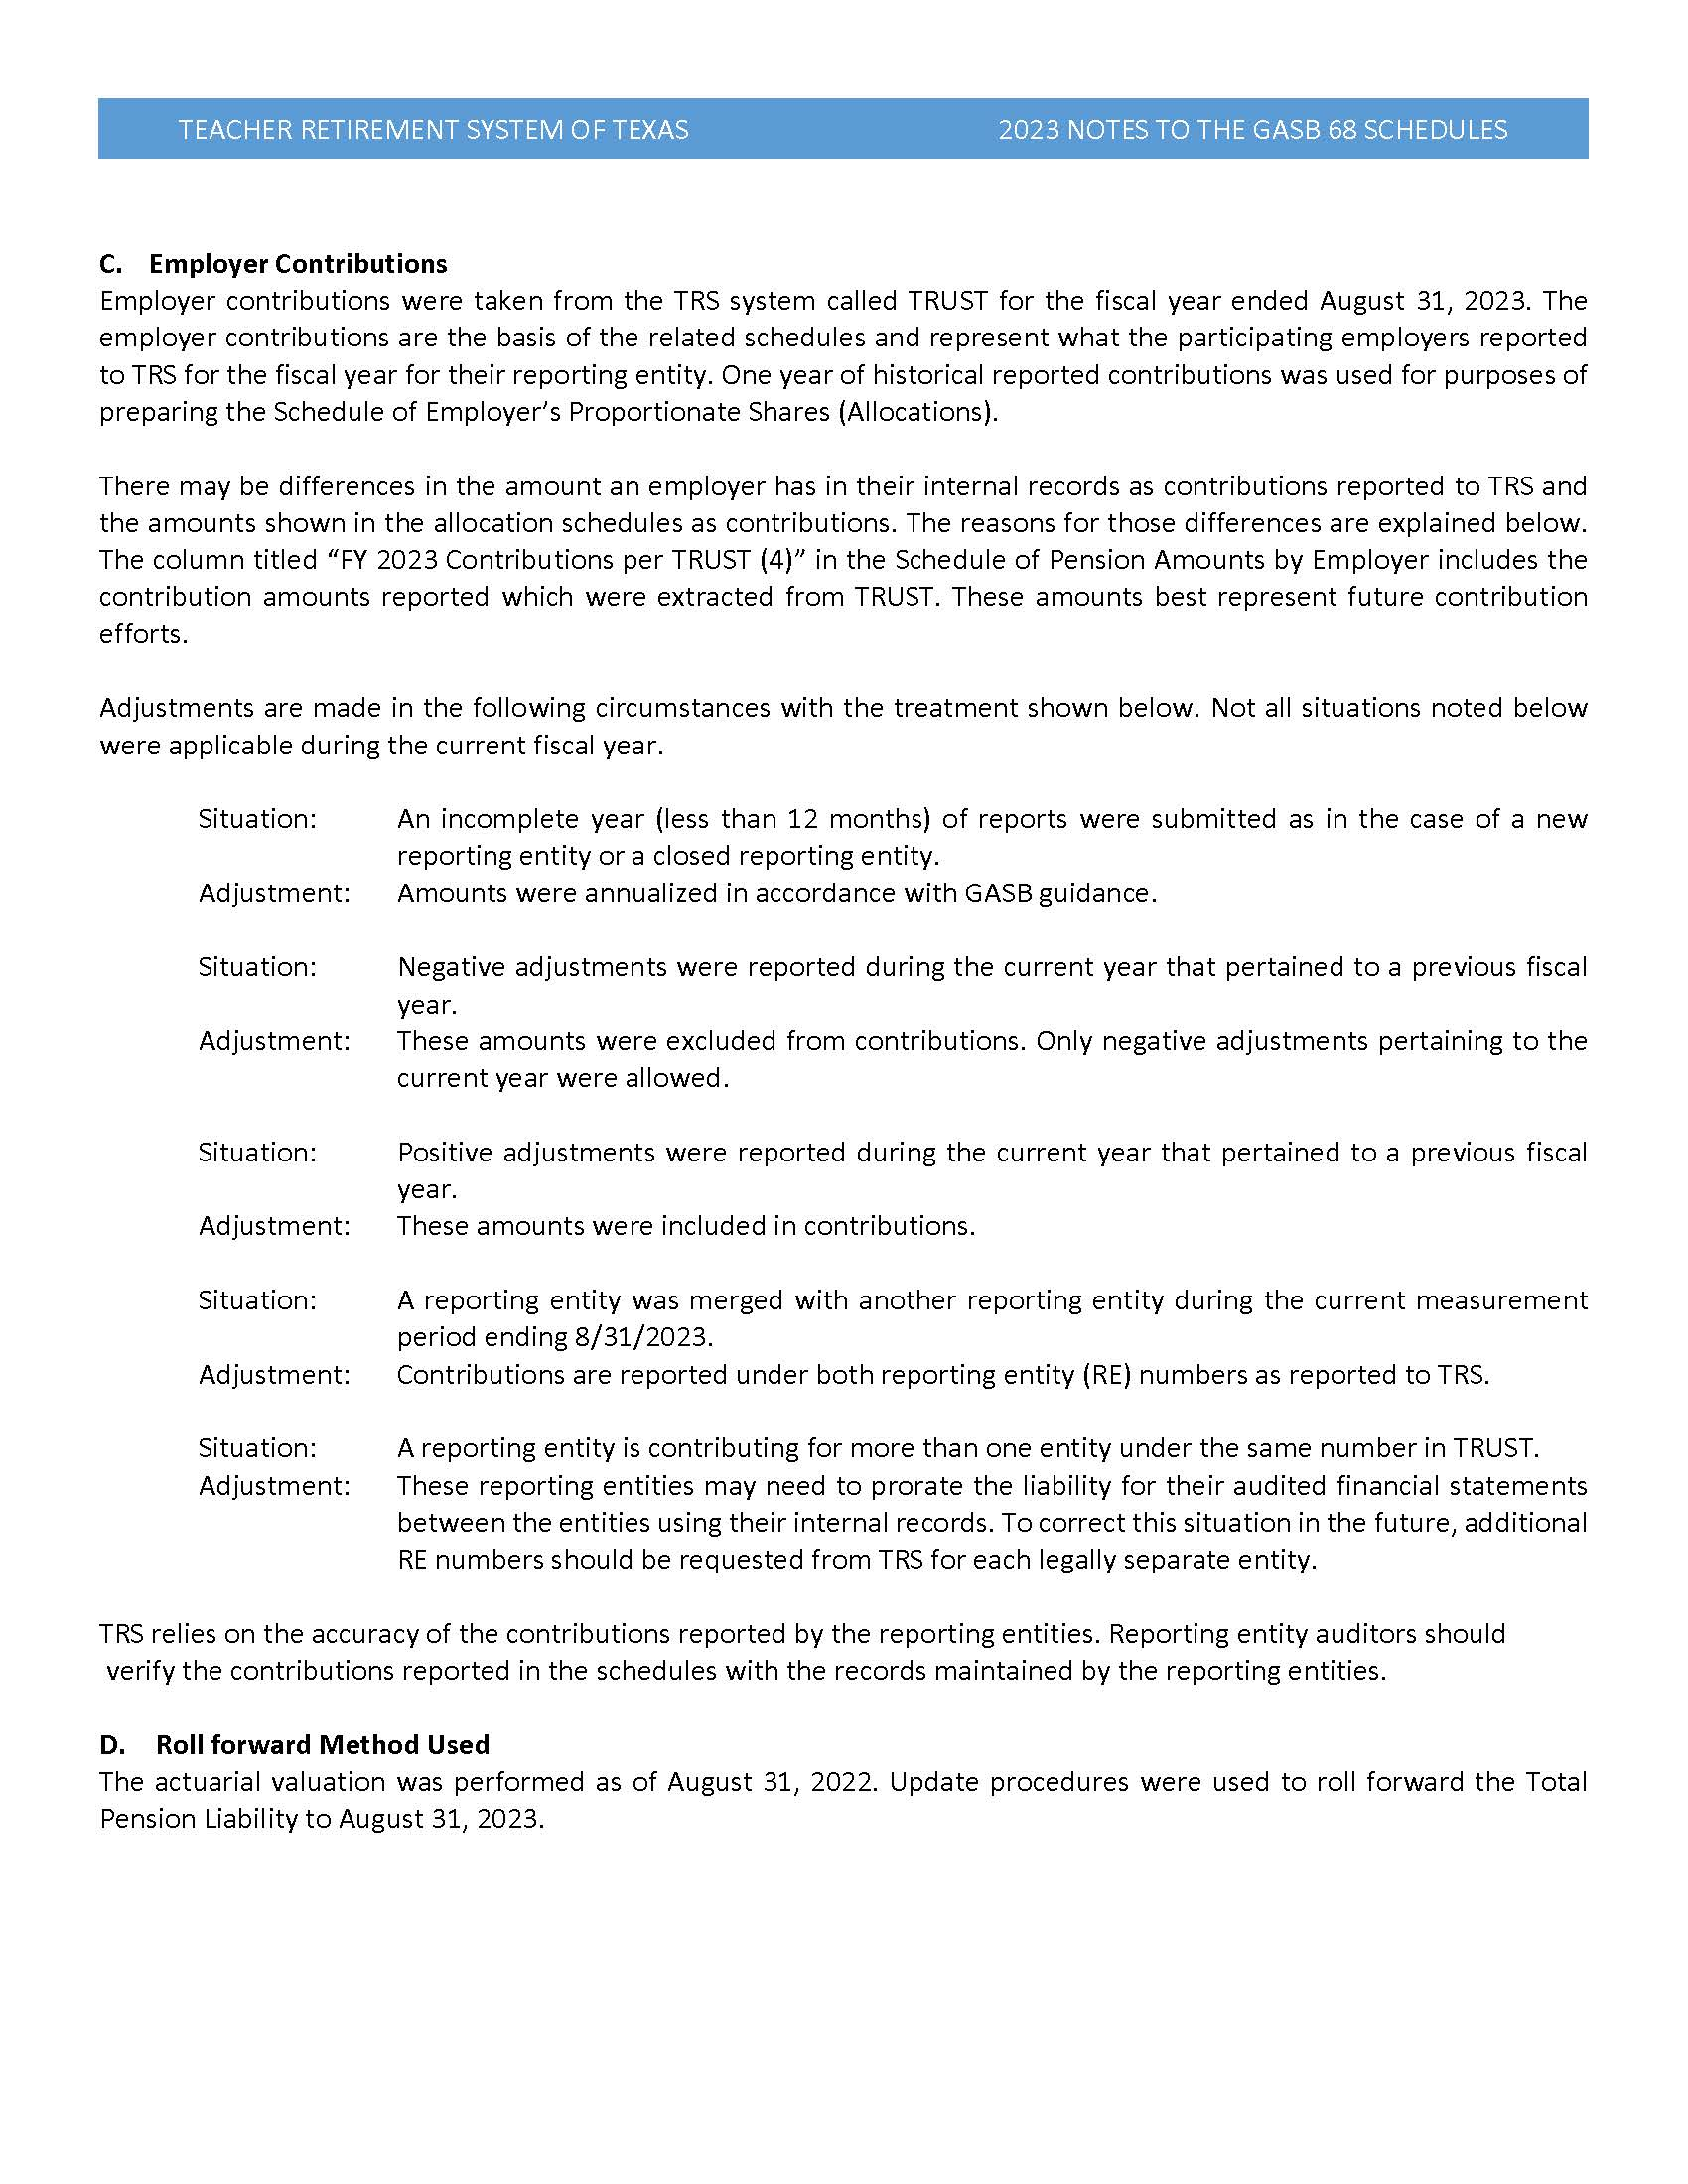 TEACHER RETIREMENT SYSTEM OF TEXAS 2023 NOTES TO THE GASB 68 SCHEDULES
C. Employer Contributions
Employer contributions were taken from the TRS system called TRUST for the fiscal year ended August 31, 2023. The
employer contributions are the basis of the related schedules and represent what the participating employers reported
to TRS for the fiscal year for their reporting entity. One year of historical reported contributions was used for purposes of
preparing the Schedule of Employer’s Proportionate Shares (Allocations).
There may be differences in the amount an employer has in their internal records as contributions reported to TRS and
the amounts shown in the allocation schedules as contributions. The reasons for those differences are explained below.
The column titled “FY 2023 Contributions per TRUST (4)” in the Schedule of Pension Amounts by Employer includes the
contribution amounts reported which were extracted from TRUST. These amounts best represent future contribution
efforts.
Adjustments are made in the following circumstances with the treatment shown below. Not all situations noted below
were applicable during the current fiscal year.
Situation: An incomplete year (less than 12 months) of reports were submitted as in the case of a new
reporting entity or a closed reporting entity.
Adjustment: Amounts were annualized in accordance with GASB guidance.
Situation: Negative adjustments were reported during the current year that pertained to a previous fiscal
year.
Adjustment: These amounts were excluded from contributions. Only negative adjustments pertaining to the
current year were allowed.
Situation: Positive adjustments were reported during the current year that pertained to a previous fiscal
year.
Adjustment: These amounts were included in contributions.
Situation: A reporting entity was merged with another reporting entity during the current measurement
period ending 8/31/2023.
Adjustment: Contributions are reported under both reporting entity (RE) numbers as reported to TRS.
Situation: A reporting entity is contributing for more than one entity under the same number in TRUST.
Adjustment: These reporting entities may need to prorate the liability for their audited financial statements
between the entities using their internal records. To correct this situation in the future, additional
RE numbers should be requested from TRS for each legally separate entity.
TRS relies on the accuracy of the contributions reported by the reporting entities. Reporting entity auditors should
verify the contributions reported in the schedules with the records maintained by the reporting entities.
D. Roll forward Method Used
The actuarial valuation was performed as of August 31, 2022. Update procedures were used to roll forward the Total
Pension Liability to August 31, 2023.